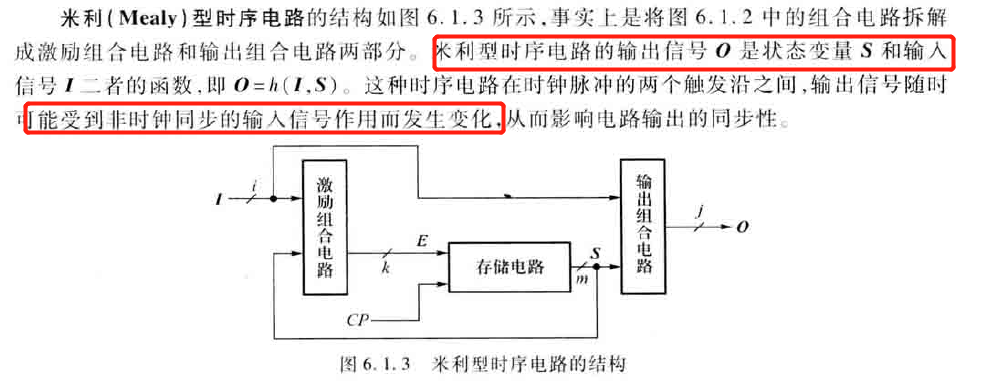 米利(Mealy)型时序电路的结构如图 6.1.3 所示,事实上是将图 6.1.2 中的组合电路拆解
成激励组合电路和输出组合电路两部分。米利型时序电路的输出信号 O 是状态变量 S 和输入
信号 I 二者的函数,即 O=h(I,S)。这种时序电路在时钟脉冲的两个触发沿之间,输出信号随时
可能受到非时钟同步的输入信号作用而发生变化,从而影响电路输出的同步性。
I
i
激励组合电路
E
k
CP
存储电路
S
m
输出组合电路
j
O
图 6.1.3 米利型时序电路的结构